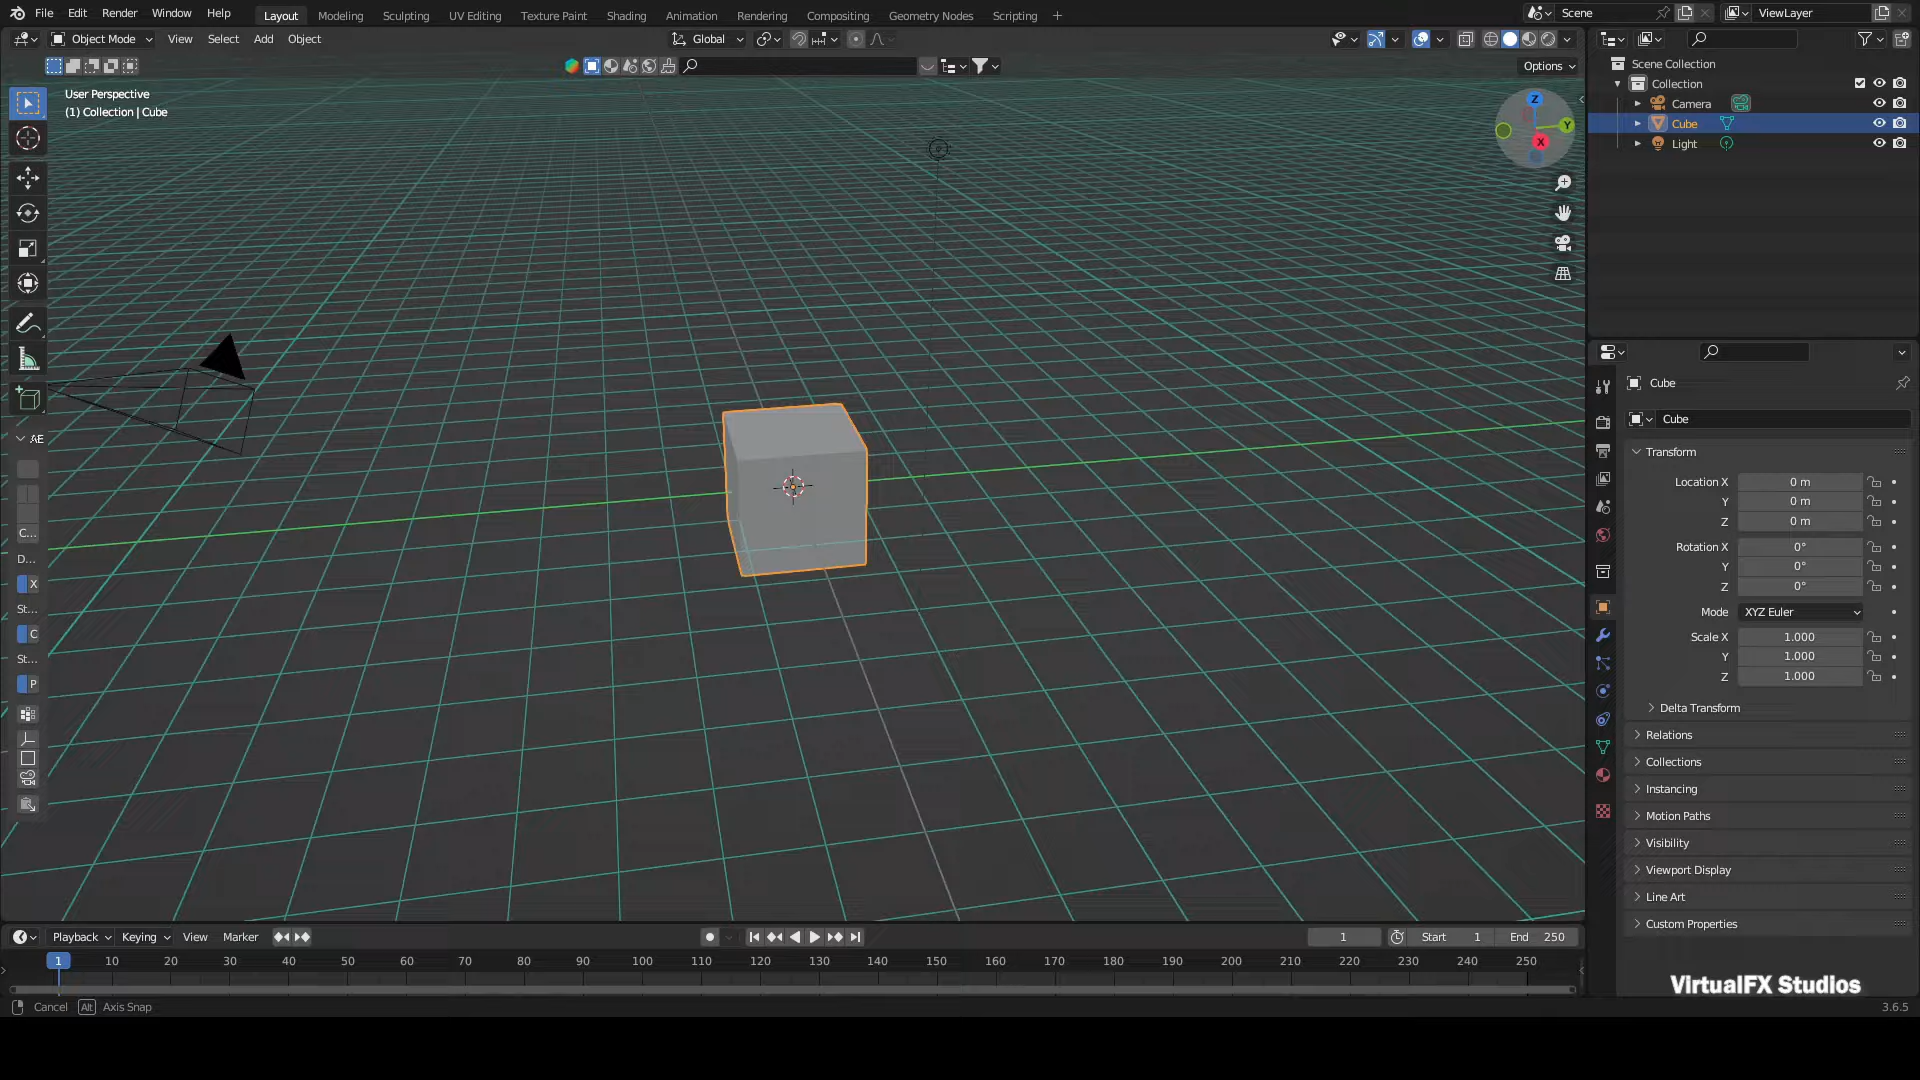 File Edit Render Window Help Layout Modeling Sculpting UV Editing Texture Paint Shading Animation Rendering Compositing Geometry Nodes Scripting + Scene ViewLayer
Object Mode View Select Add Object Global
Options
User Perspective
(1) Collection | Cube
Z
Y
X
AE
C...
D...
X
St...
C
St...
P
Scene Collection
Collection
Camera
Cube
Light
Cube
Cube
Transform
Location X 0 m
Y 0 m
Z 0 m
Rotation X 0°
Y 0°
Z 0°
Mode XYZ Euler
Scale X 1.000
Y 1.000
Z 1.000
Delta Transform
Relations
Collections
Instancing
Motion Paths
Visibility
Viewport Display
Line Art
Custom Properties
Playback Keying View Marker 1 Start 1 End 250
1 10 20 30 40 50 60 70 80 90 100 110 120 130 140 150 160 170 180 190 200 210 220 230 240 250
VirtualFX Studios
Cancel Alt Axis Snap 3.6.5